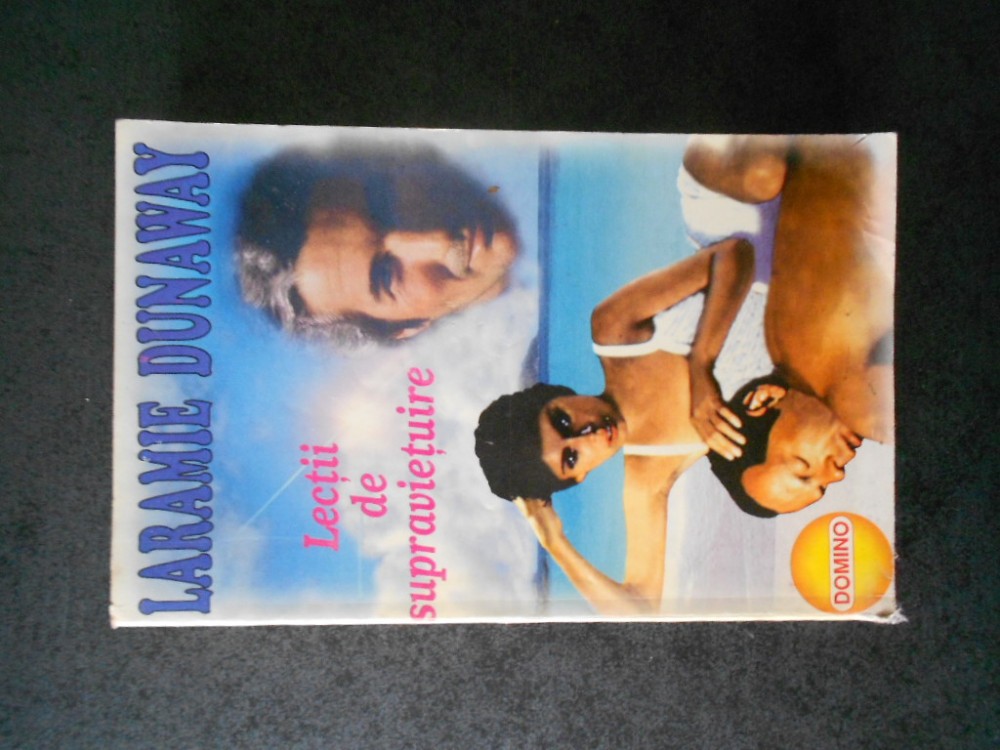 LARAMIE DUNAWAY
Lecții
de
supraviețuire
DOMINO